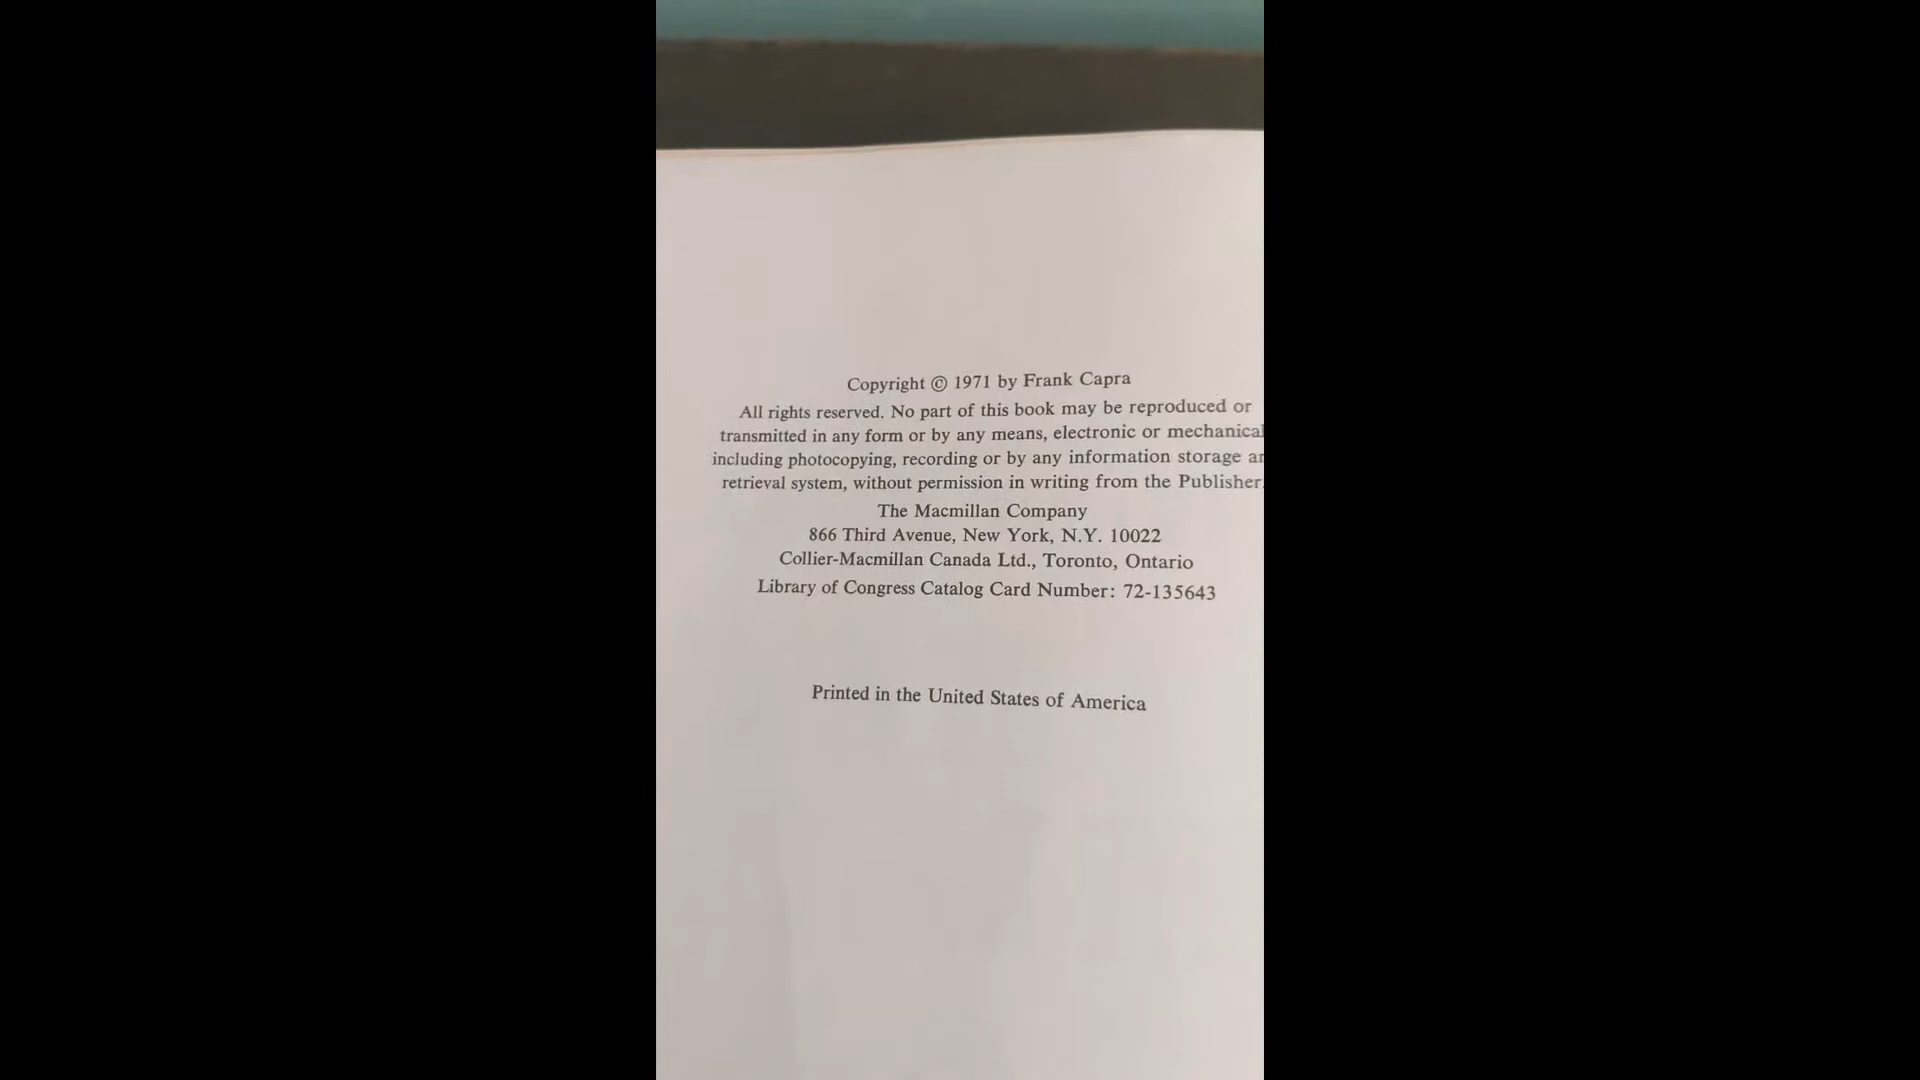 Copyright © 1971 by Frank Capra
All rights reserved. No part of this book may be reproduced or
transmitted in any form or by any means, electronic or mechanical
including photocopying, recording or by any information storage
retrieval system, without permission in writing from the Publisher.
The Macmillan Company
866 Third Avenue, New York, N.Y. 10022
Collier-Macmillan Canada Ltd., Toronto, Ontario
Library of Congress Catalog Card Number: 72-135643
Printed in the United States of America